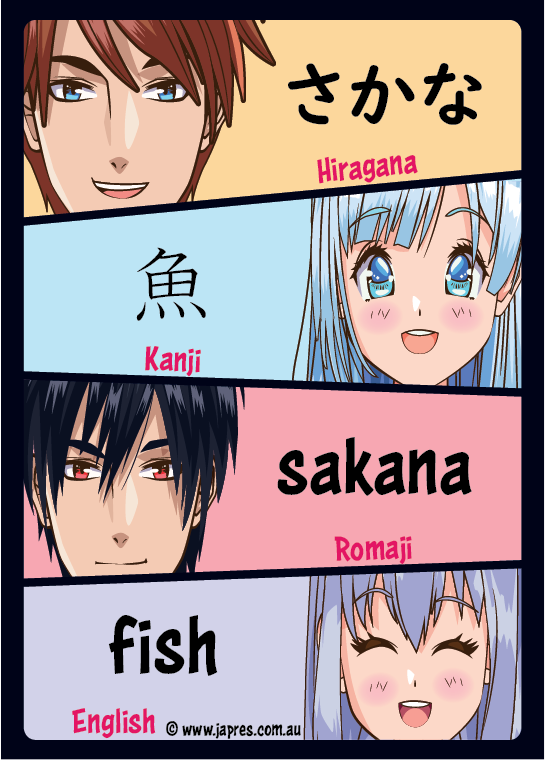 さかな
Hiragana
魚
Kanji
sakana
Romaji
fish
English © www.japres.com.au